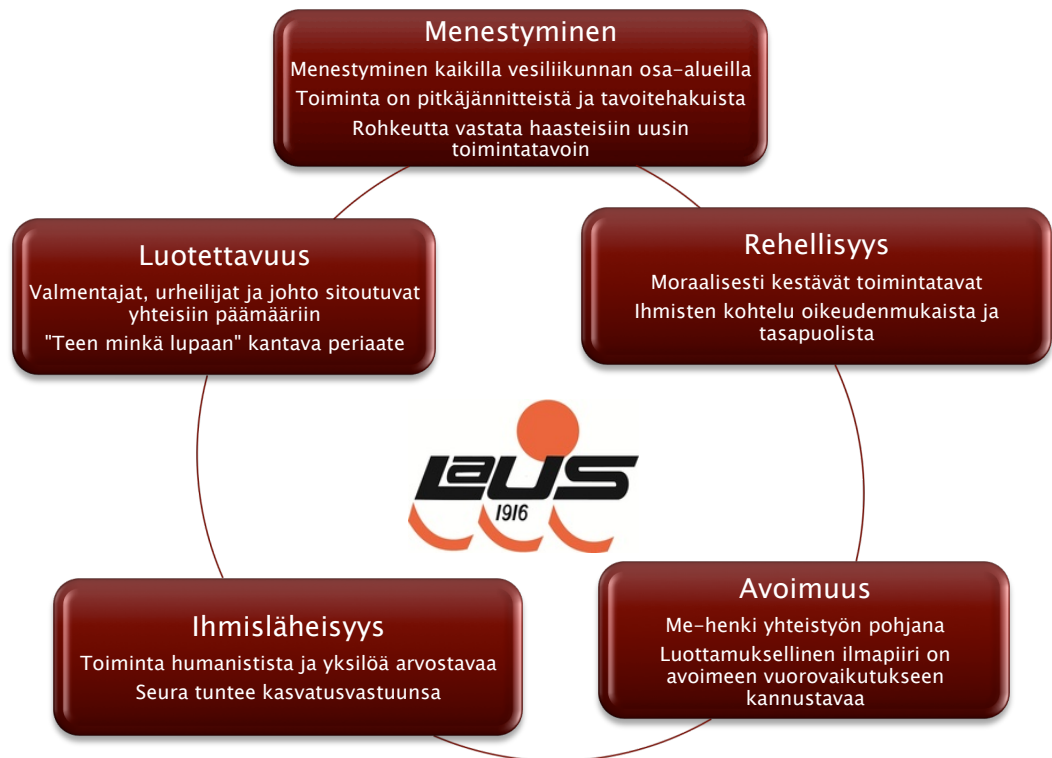 Menestyminen
Menestyminen kaikilla vesiliikunnan osa-alueilla
Toiminta on pitkäjännitteistä ja tavoitehakuista
Rohkeutta vastata haasteisiin uusin
toimintatavoin
Luotettavuus
Valmentajat, urheilijat ja johto sitoutuvat
yhteisiin päämääriin
"Teen minkä lupaan" kantava periaate
Rehellisyys
Moraalisesti kestävät toimintatavat
Ihmisten kohtelu oikeudenmukaista ja
tasapuolista
LaUS
1916
Ihmisläheisyys
Toiminta humanistista ja yksilöä arvostavaa
Seura tuntee kasvatusvastuunsa
Avoimuus
Me-henki yhteistyön pohjana
Luottamuksellinen ilmapiiri on
avoimeen vuorovaikutukseen
kannustavaa